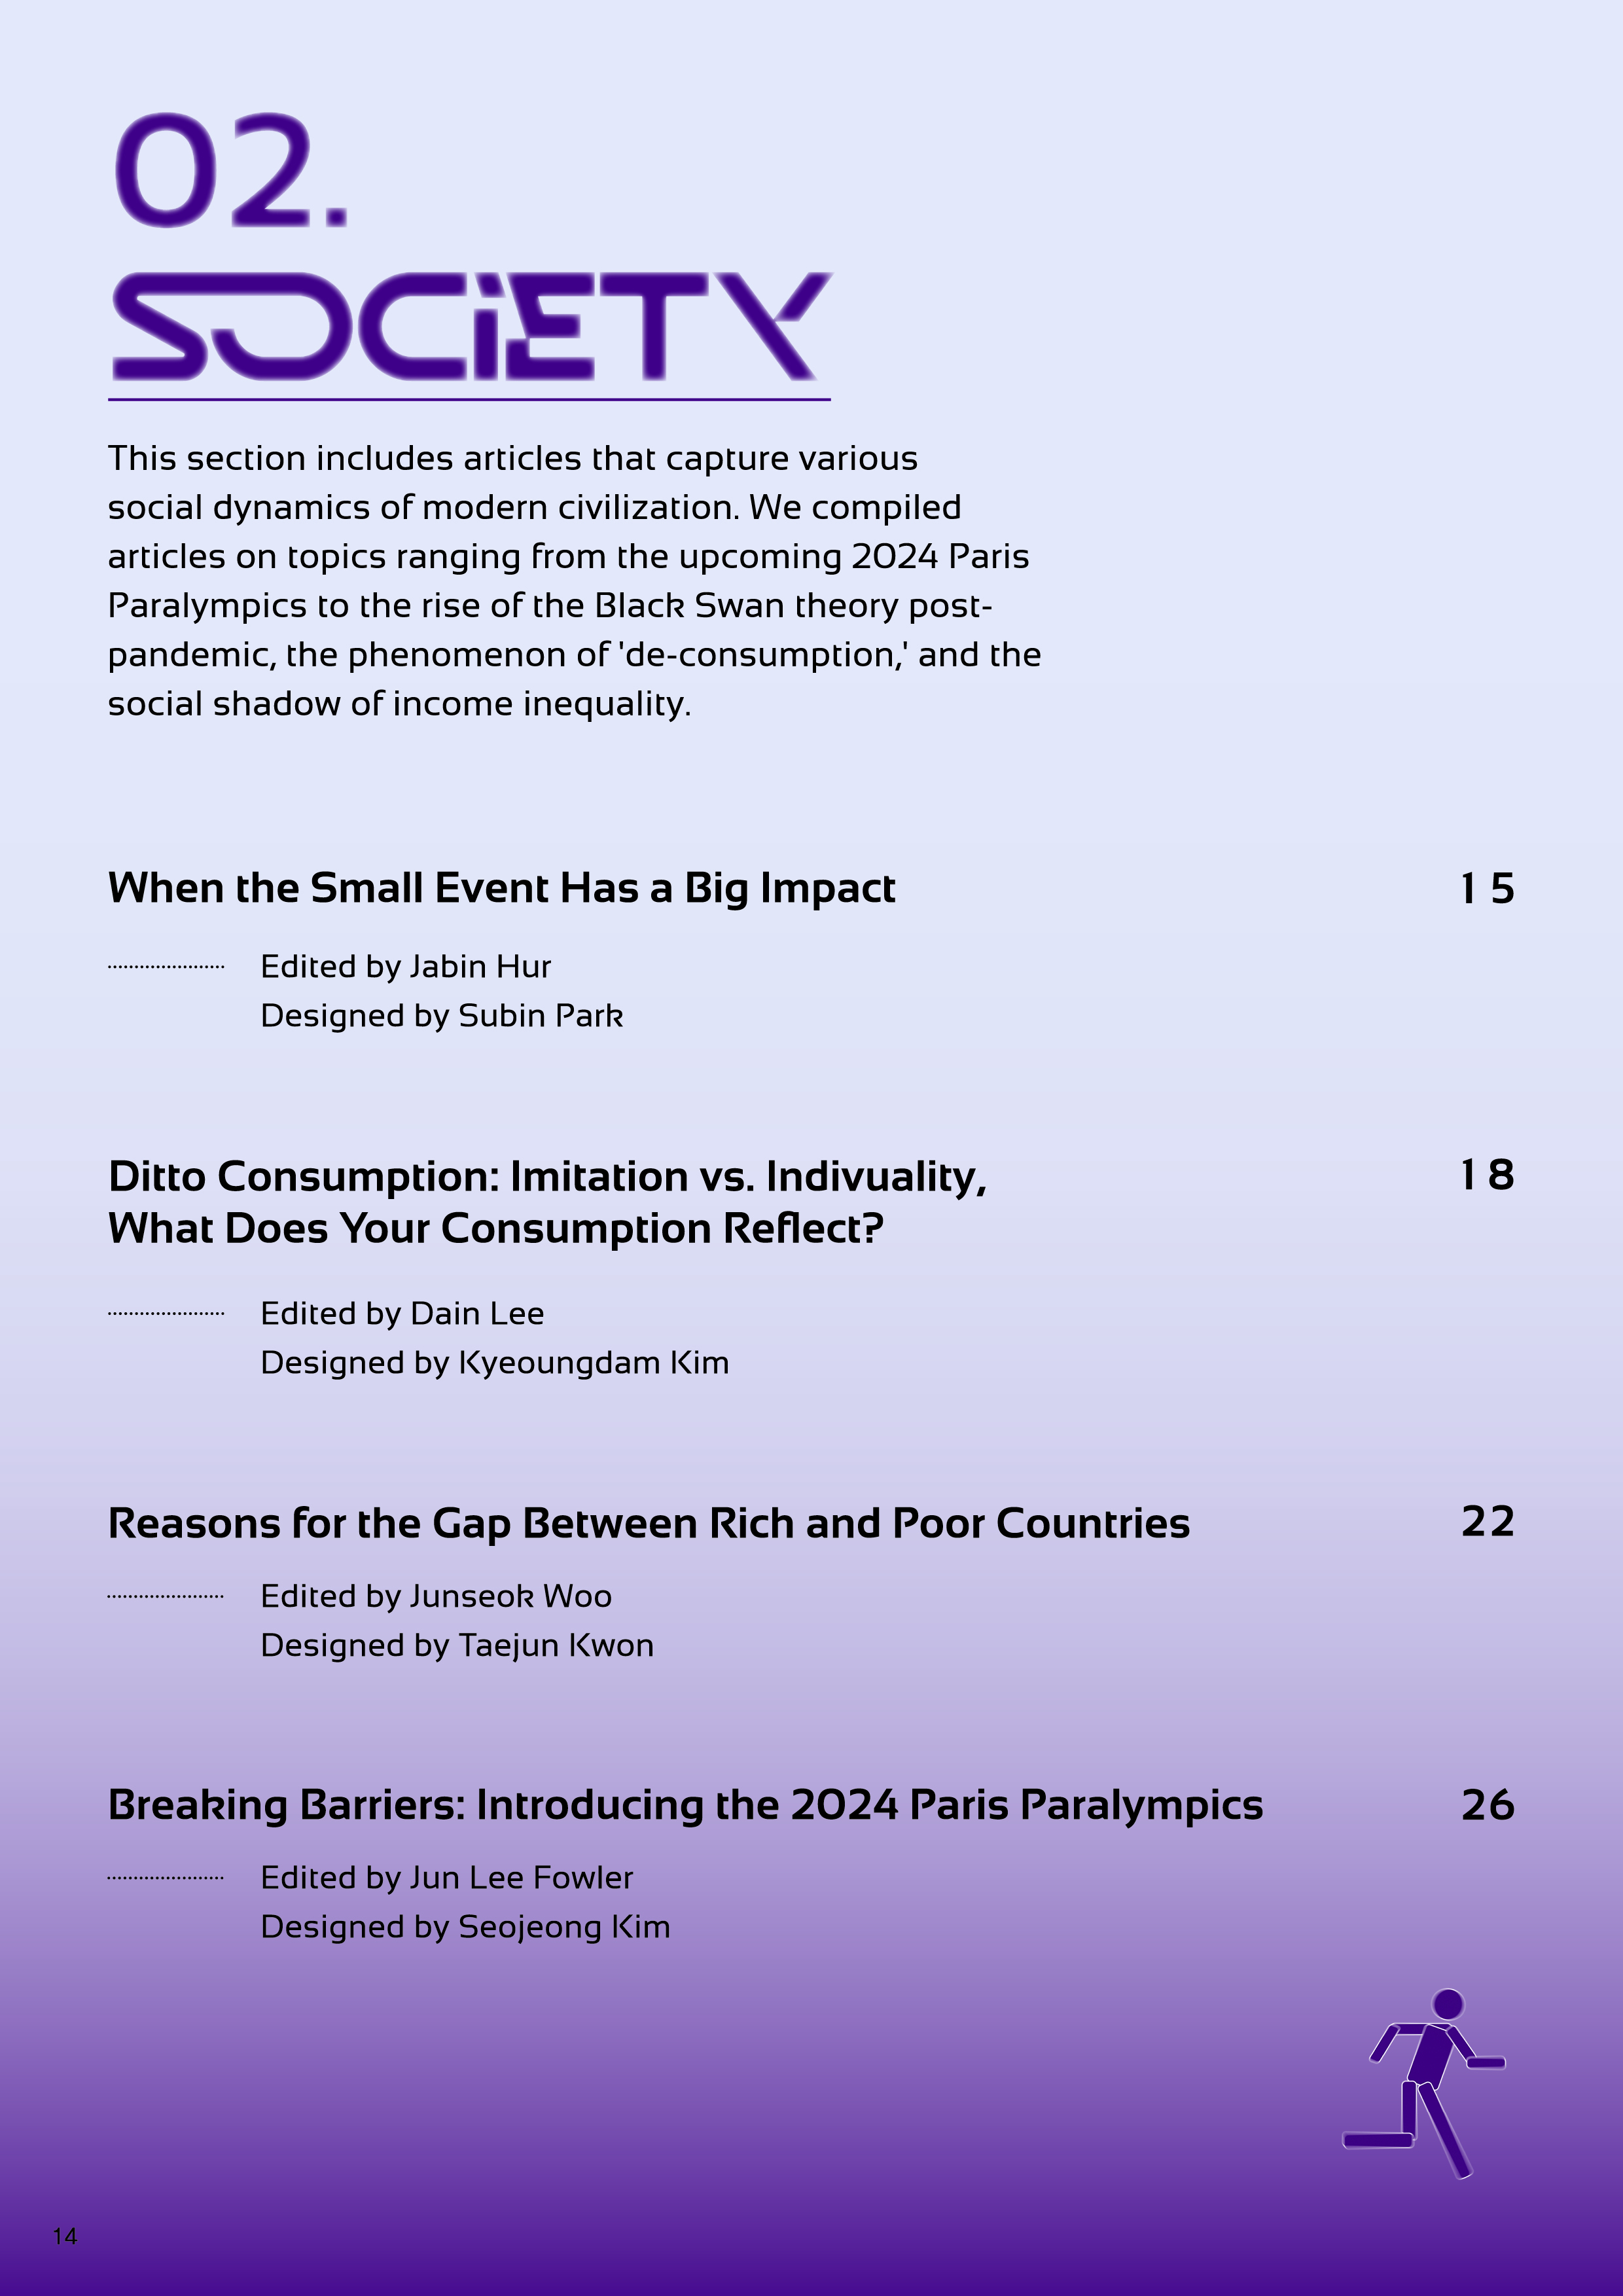 02.
SOCiETY
This section includes articles that capture various
social dynamics of modern civilization. We compiled
articles on topics ranging from the upcoming 2024 Paris
Paralympics to the rise of the Black Swan theory post-
pandemic, the phenomenon of 'de-consumption,' and the
social shadow of income inequality.
When the Small Event Has a Big Impact 15
Edited by Jabin Hur
Designed by Subin Park
Ditto Consumption: Imitation vs. Indivuality, 18
What Does Your Consumption Reflect?
Edited by Dain Lee
Designed by Kyeoungdam Kim
Reasons for the Gap Between Rich and Poor Countries 22
Edited by Junseok Woo
Designed by Taejun Kwon
Breaking Barriers: Introducing the 2024 Paris Paralympics 26
Edited by Jun Lee Fowler
Designed by Seojeong Kim
14